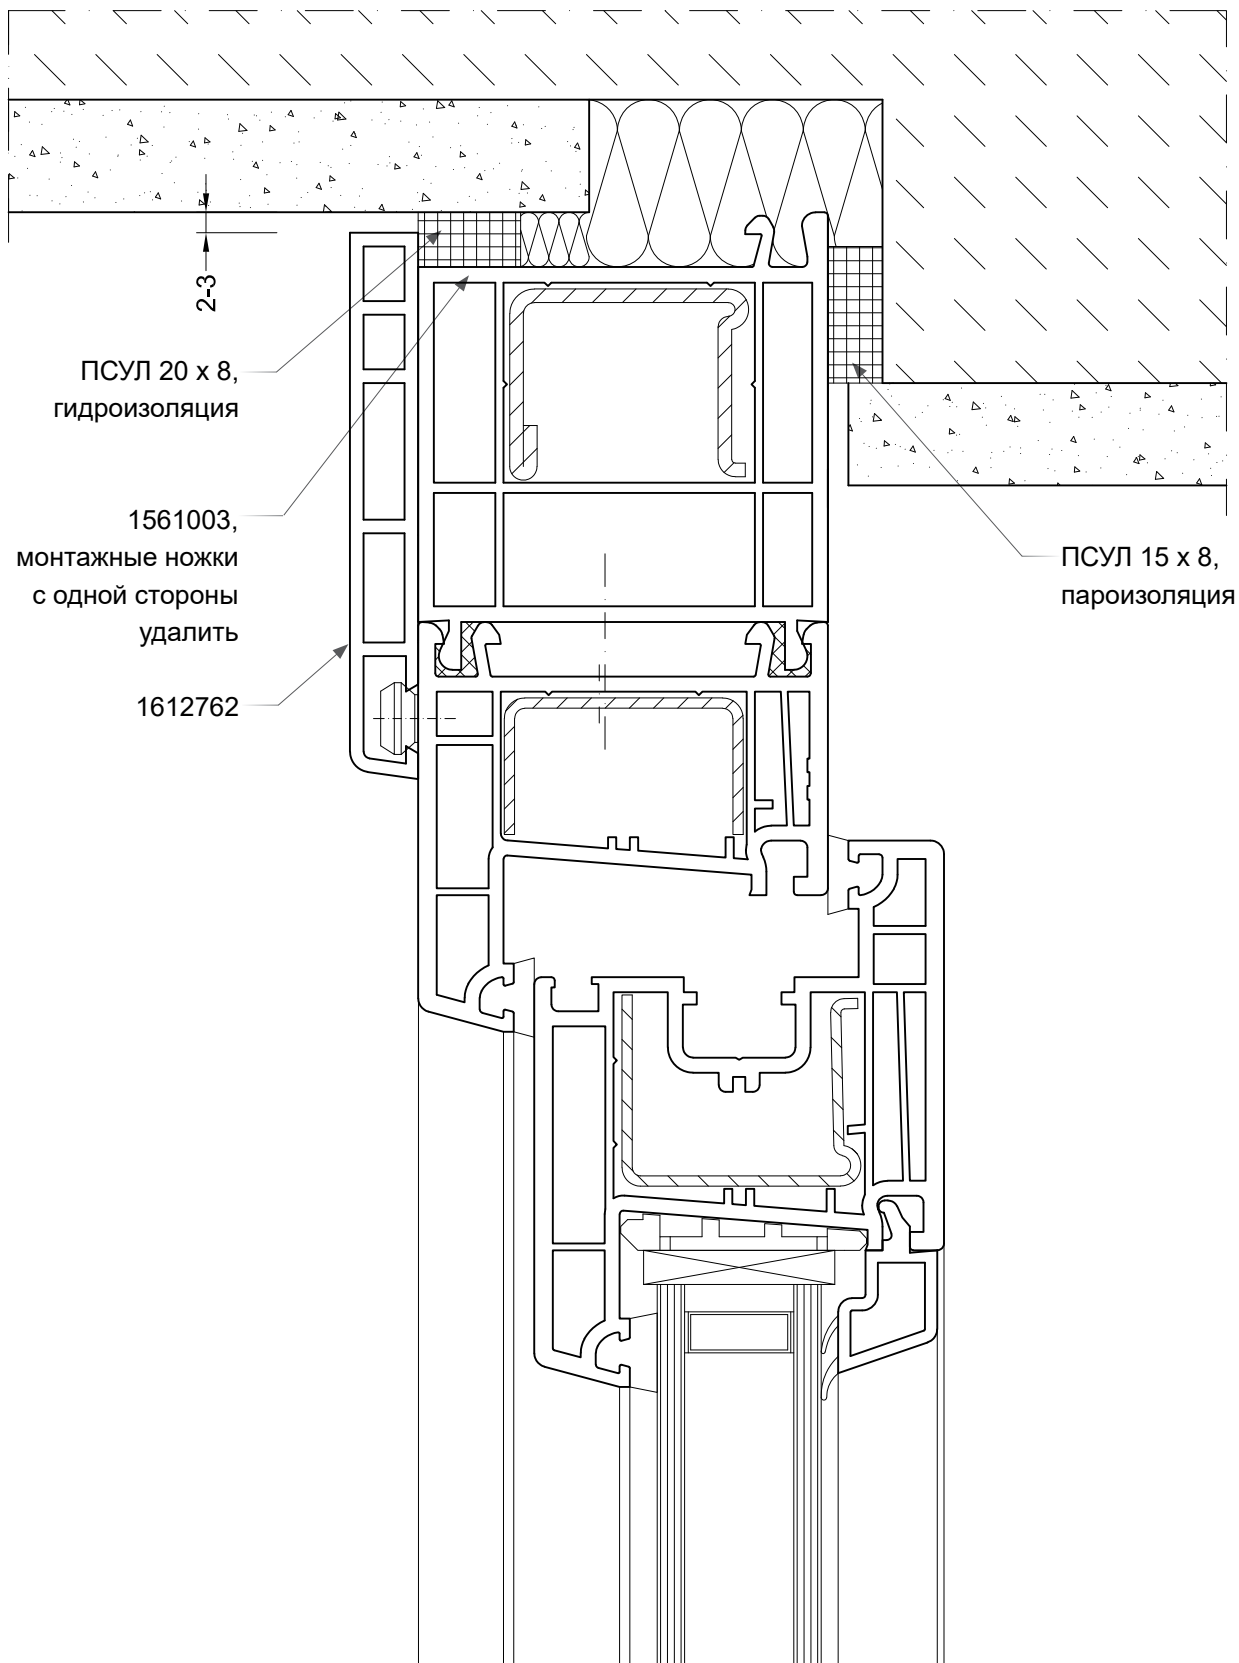 2-3
ПСУЛ 20 x 8,
гидроизоляция
1561003,
монтажные ножки
с одной стороны
удалить
1612762
ПСУЛ 15 x 8,
пароизоляция